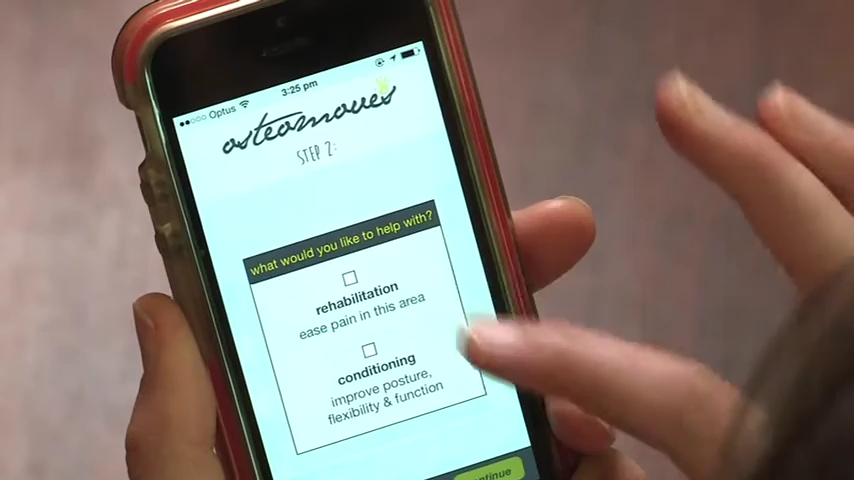 Optus 3:25 pm
osteomoves
STEP 2:
what would you like to help with?
rehabilitation
ease pain in this area
conditioning
improve posture,
flexibility & function
continue